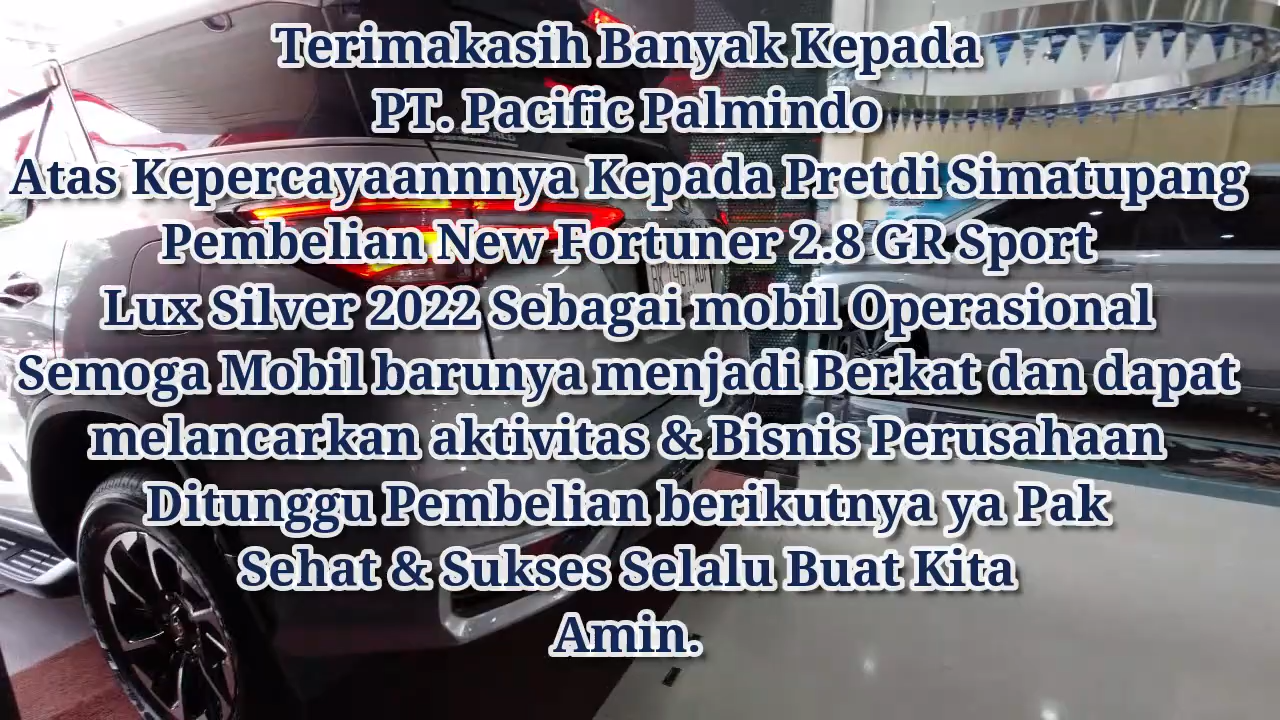 Terimakasih Banyak Kepada
PT. Pacific Palmindo
Atas Kepercayaannnya Kepada Pretdi Simatupang
Pembelian New Fortuner 2.8 GR Sport
Lux Silver 2022 Sebagai mobil Operasional
Semoga Mobil barunya menjadi Berkat dan dapat
melancarkan aktivitas & Bisnis Perusahaan
Ditunggu Pembelian berikutnya ya Pak
Sehat & Sukses Selalu Buat Kita
Amin.